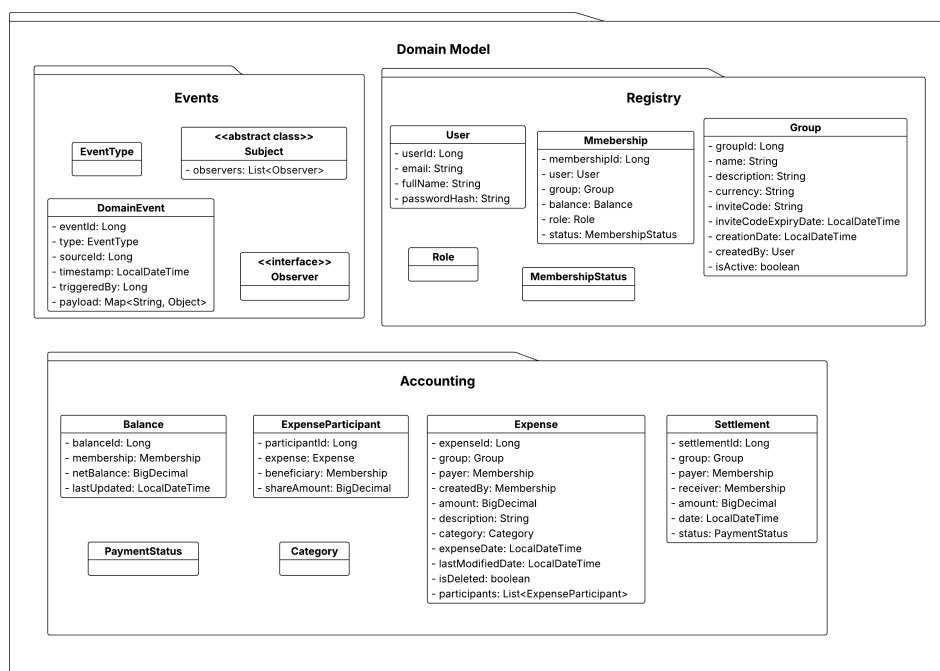 Domain Model
Events
EventType
<<abstract class>>
Subject
- observers: List<Observer>
DomainEvent
- eventId: Long
- type: EventType
- sourceId: Long
- timestamp: LocalDateTime
- triggeredBy: Long
- payload: Map<String, Object>
<<interface>>
Observer
Registry
User
- userId: Long
- email: String
- fullName: String
- passwordHash: String
Mmebership
- membershipId: Long
- user: User
- group: Group
- balance: Balance
- role: Role
- status: MembershipStatus
Group
- groupId: Long
- name: String
- description: String
- currency: String
- inviteCode: String
- inviteCodeExpiryDate: LocalDateTime
- creationDate: LocalDateTime
- createdBy: User
- isActive: boolean
Role
MembershipStatus
Accounting
Balance
- balanceId: Long
- membership: Membership
- netBalance: BigDecimal
- lastUpdated: LocalDateTime
ExpenseParticipant
- participantId: Long
- expense: Expense
- beneficiary: Membership
- shareAmount: BigDecimal
Expense
- expenseId: Long
- group: Group
- payer: Membership
- createdBy: Membership
- amount: BigDecimal
- description: String
- category: Category
- expenseDate: LocalDateTime
- lastModifiedDate: LocalDateTime
- isDeleted: boolean
- participants: List<ExpenseParticipant>
Settlement
- settlementId: Long
- group: Group
- payer: Membership
- receiver: Membership
- amount: BigDecimal
- date: LocalDateTime
- status: PaymentStatus
PaymentStatus
Category